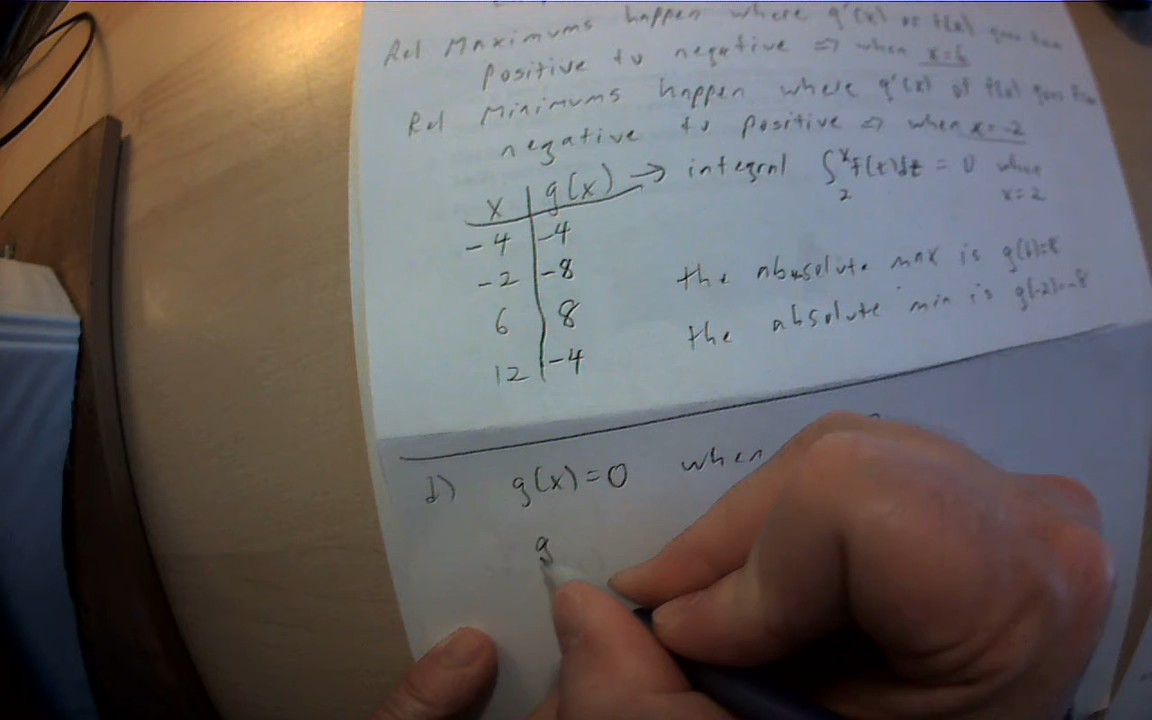 Rel Maximums happen where g'(x) or f(x) goes from
positive to negative => when x=6
Rel Minimums happen where g'(x) of f(x) goes from
negative to positive => when x=-2
x | g(x) → integral ∫₂ˣ f(t)dt = 0 when x=2
-4 | -4
-2 | -8
6 | 8
12 | -4
the abusolute max is g(6)=8
the absolute min is g(-2)=-8
d) g(x)=0 when
g